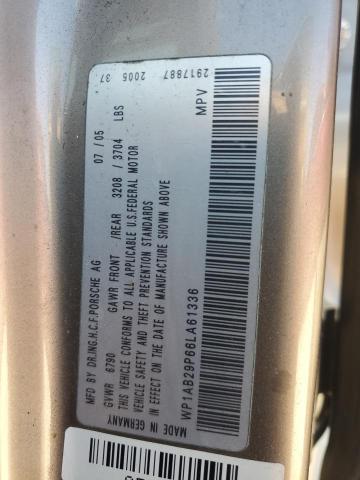 2917887 2005 37
MFD BY DR.ING.H.C.F.PORSCHE AG 07/05
GVWR 6790 GAWR FRONT /REAR 3208 / 3704 LBS
THIS VEHICLE CONFORMS TO ALL APPLICABLE U.S.FEDERAL MOTOR
VEHICLE SAFETY AND THEFT PREVENTION STANDARDS
IN EFFECT ON THE DATE OF MANUFACTURE SHOWN ABOVE
WP1AB29P66LA61336 MPV
MADE IN GERMANY